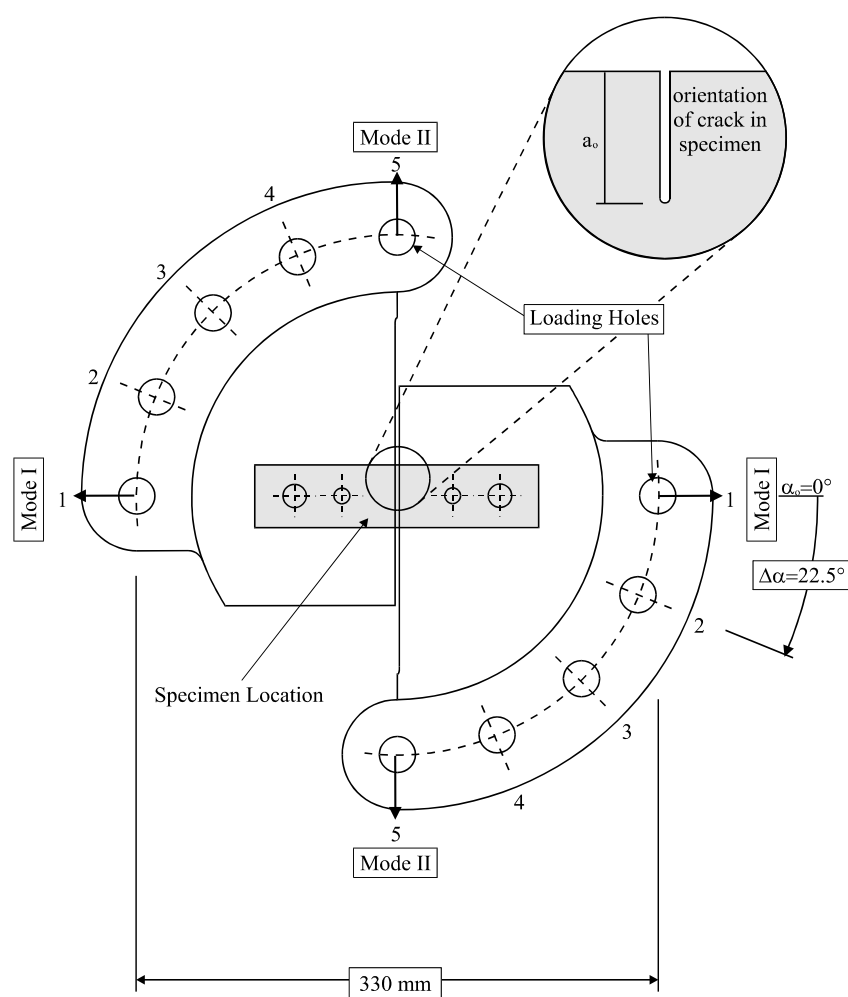 orientation
of crack in
specimen
aₒ
Mode II
5
4
3
2
Loading Holes
Mode I
1
1
Mode I
αₒ=0°
Δα=22.5°
2
Specimen Location
3
4
5
Mode II
330 mm